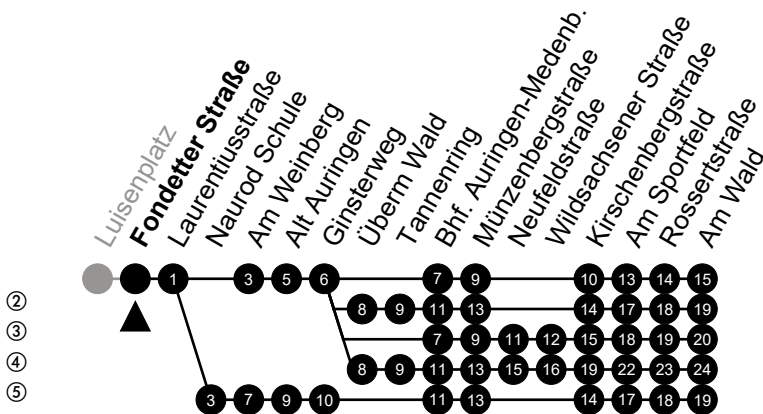 Luisenplatz
Fondetter Straße
Laurentiusstraße
Naurod Schule
Am Weinberg
Alt Auringen
Ginsterweg
Überm Wald
Tannenring
Bhf. Auringen-Medenb.
Münzenbergstraße
Neufeldstraße
Wildsachsener Straße
Kirschenbergstraße
Am Sportfeld
Rossertstraße
Am Wald
1 3 5 6 7 9 10 13 14 15
② 8 9 11 13 14 17 18 19
③ 7 9 11 12 15 18 19 20
④ 8 9 11 13 15 16 19 22 23 24
⑤ 3 7 9 10 11 13 14 17 18 19